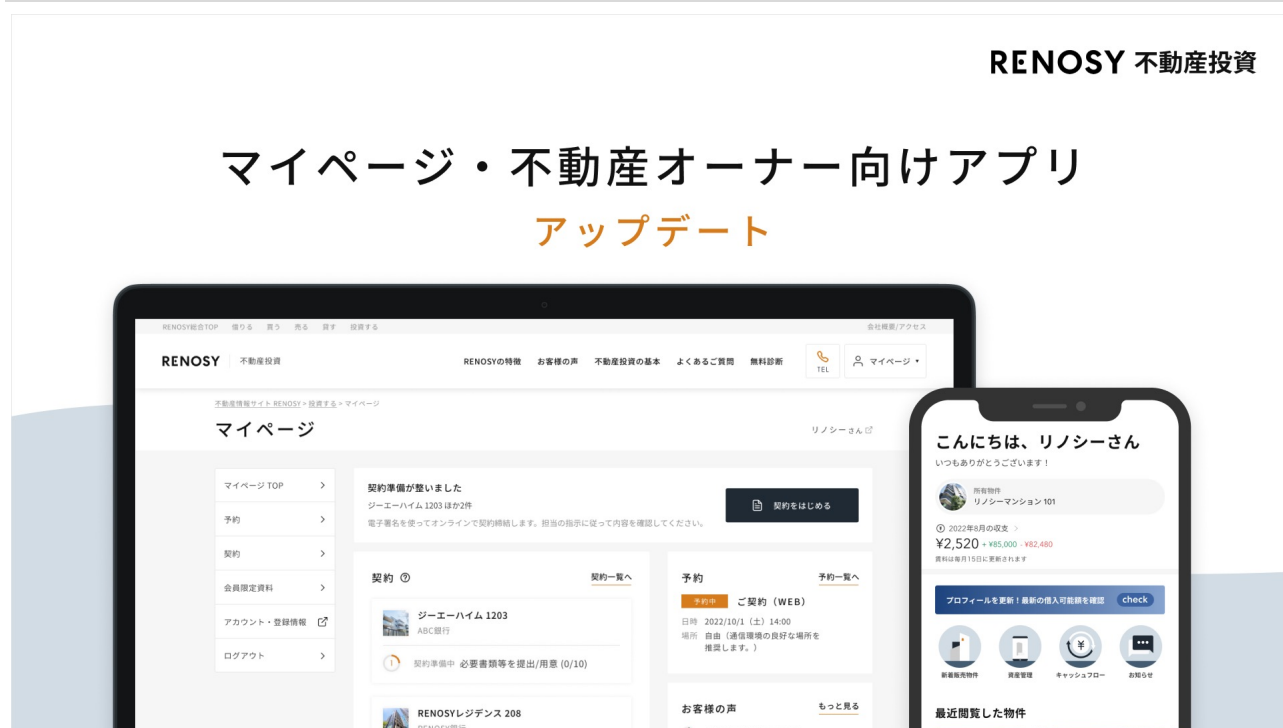 RENOSY 不動産投資
マイページ・不動産オーナー向けアプリ
アップデート
RENOSY総合TOP 借りる 買う 売る 貸す 投資する 会社概要/アクセス
RENOSY 不動産投資 RENOSYの特徴 お客様の声 不動産投資の基本 よくあるご質問 無料診断 TEL マイページ
不動産情報サイト RENOSY > 投資する > マイページ
マイページ
リノシーさん
マイページ TOP
予約
契約
会員限定資料
アカウント・登録情報
ログアウト
契約準備が整いました
ジーエーハイム 1203 ほか2件
電子署名を使ってオンラインで契約締結します。担当の指示に従って内容を確認してください。
契約をはじめる
契約 契約一覧へ
ジーエーハイム 1203
ABC銀行
契約準備中 必要書類等を提出/用意 (0/10)
RENOSYレジデンス 208
RENOSY銀行
予約 予約一覧へ
予約中 ご契約（WEB）
日時 2022/10/1（土）14:00
場所 自由（通信環境の良好な場所を
推奨します。）
お客様の声 もっと見る
こんにちは、リノシーさん
いつもありがとうございます！
所有物件
リノシーマンション 101
2022年8月の収支 >
¥2,520 + ¥85,000 - ¥82,480
賃料は毎月15日に更新されます
プロフィールを更新！最新の借入可能額を確認 check
新着販売物件 資産管理 キャッシュフロー お知らせ
最近閲覧した物件